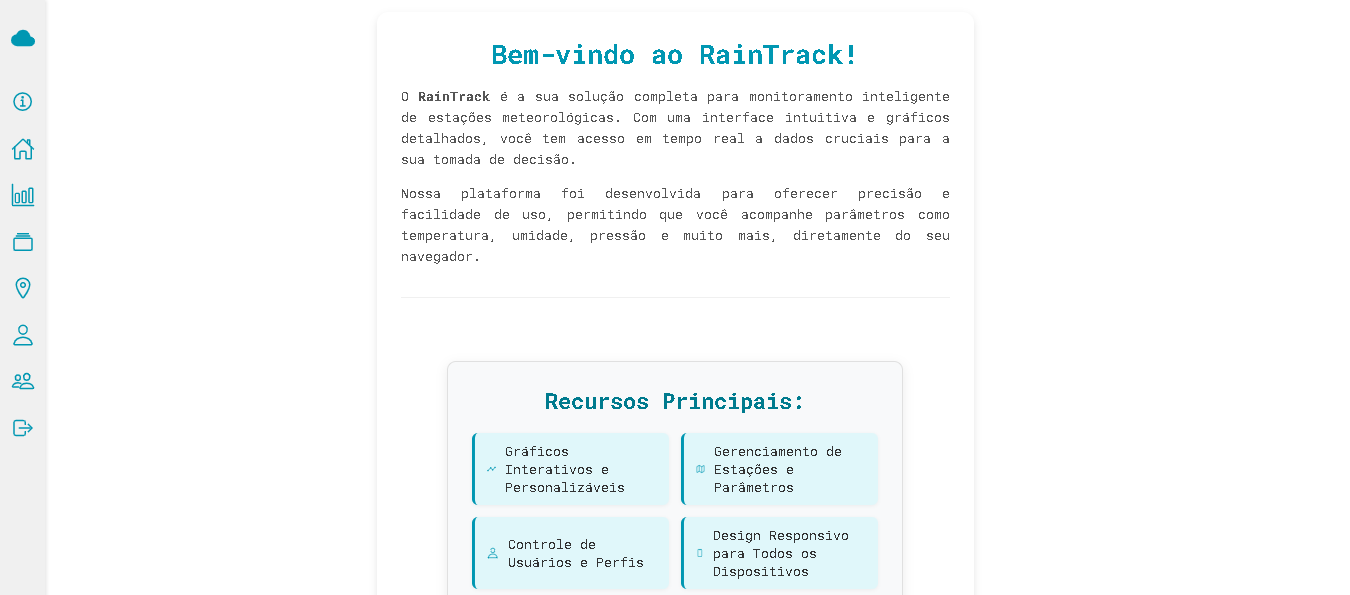 Bem-vindo ao RainTrack!
O RainTrack é a sua solução completa para monitoramento inteligente
de estações meteorológicas. Com uma interface intuitiva e gráficos
detalhados, você tem acesso em tempo real a dados cruciais para a
sua tomada de decisão.
Nossa plataforma foi desenvolvida para oferecer precisão e
facilidade de uso, permitindo que você acompanhe parâmetros como
temperatura, umidade, pressão e muito mais, diretamente do seu
navegador.
Recursos Principais:
Gráficos
Interativos e
Personalizáveis
Gerenciamento de
Estações e
Parâmetros
Controle de
Usuários e Perfis
Design Responsivo
para Todos os
Dispositivos